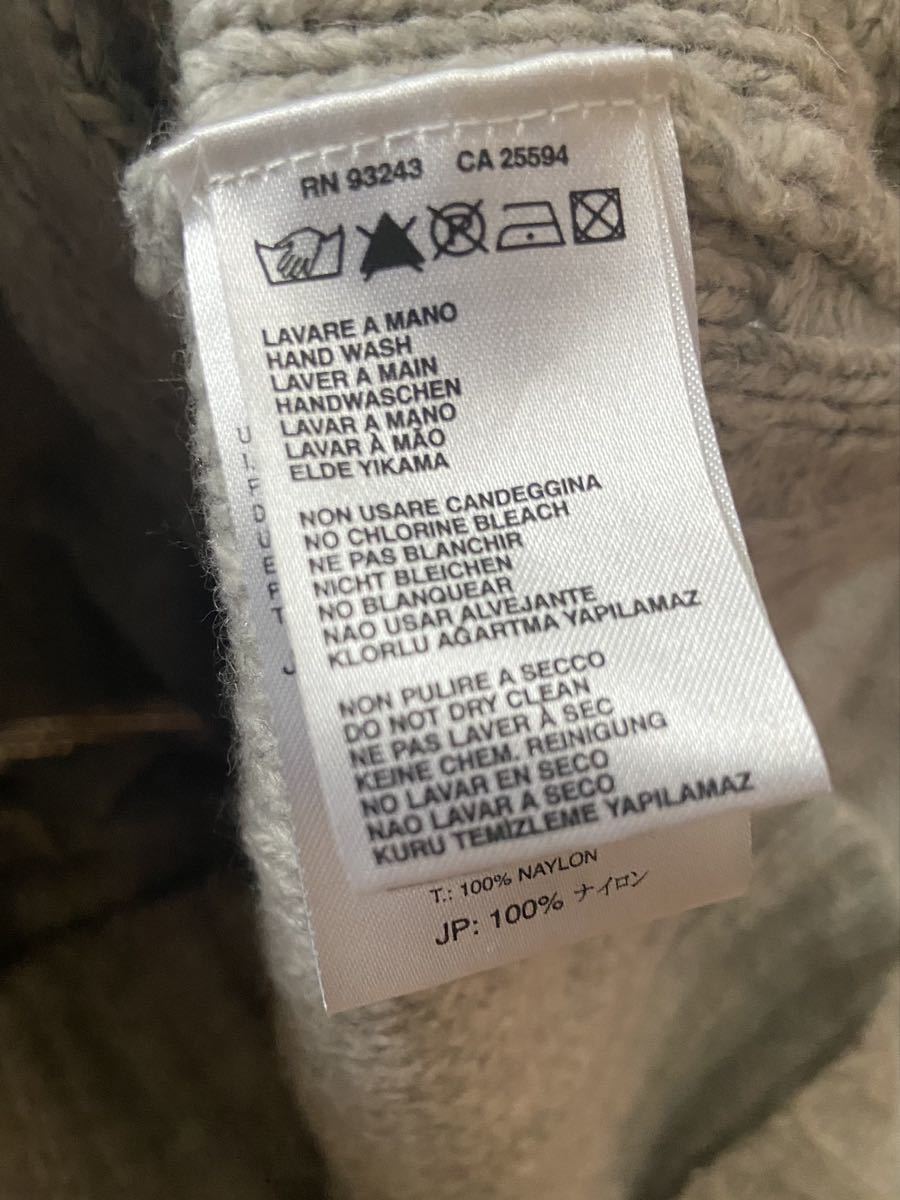 RN 93243 CA 25594
LAVARE A MANO
HAND WASH
LAVER A MAIN
HANDWASCHEN
LAVAR A MANO
LAVAR À MÃO
ELDE YIKAMA
NON USARE CANDEGGINA
NO CHLORINE BLEACH
NE PAS BLANCHIR
NICHT BLEICHEN
NO BLANQUEAR
NAO USAR ALVEJANTE
KLORLU AĞARTMA YAPILAMAZ
NON PULIRE A SECCO
DO NOT DRY CLEAN
NE PAS LAVER À SEC
KEINE CHEM. REINIGUNG
NO LAVAR EN SECO
NAO LAVAR A SECO
KURU TEMİZLEME YAPILAMAZ
T.: 100% NAYLON
JP: 100% ナイロン